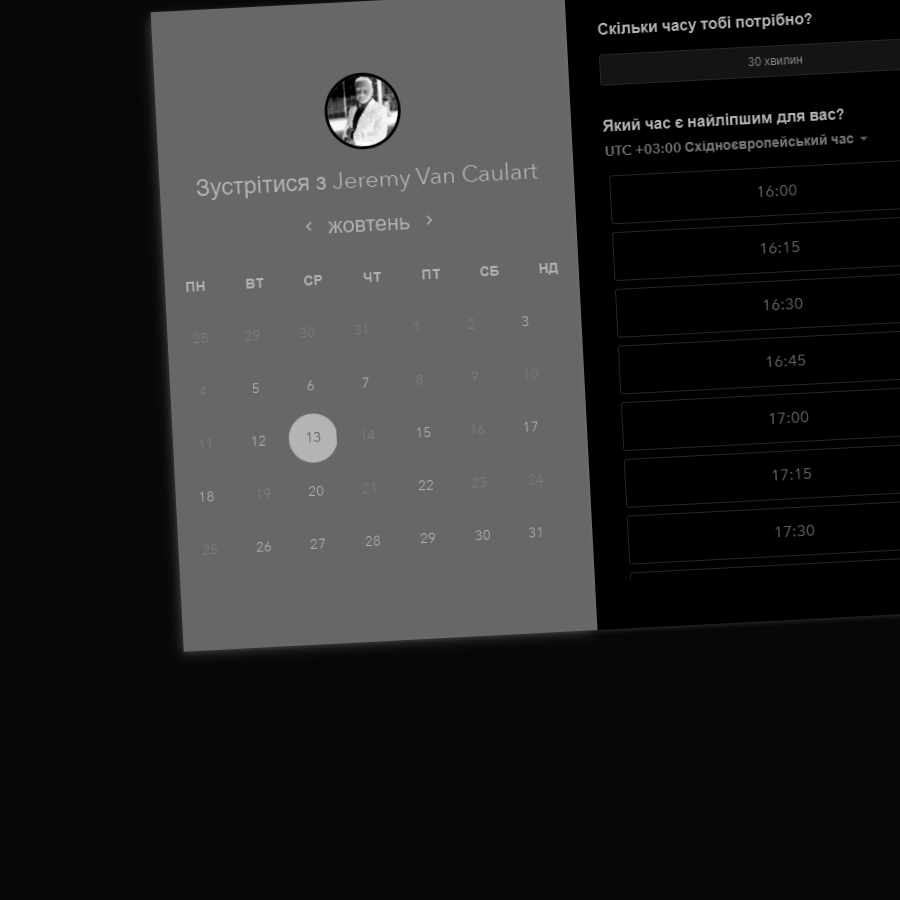 Зустрітися з Jeremy Van Caulart
жовтень
ПН ВТ СР ЧТ ПТ СБ НД
28 29 30 31 1 2 3
4 5 6 7 8 9 10
11 12 13 14 15 16 17
18 19 20 21 22 23 24
25 26 27 28 29 30 31
Скільки часу тобі потрібно?
30 хвилин
Який час є найліпшим для вас?
UTC +03:00 Східноєвропейський час
16:00
16:15
16:30
16:45
17:00
17:15
17:30